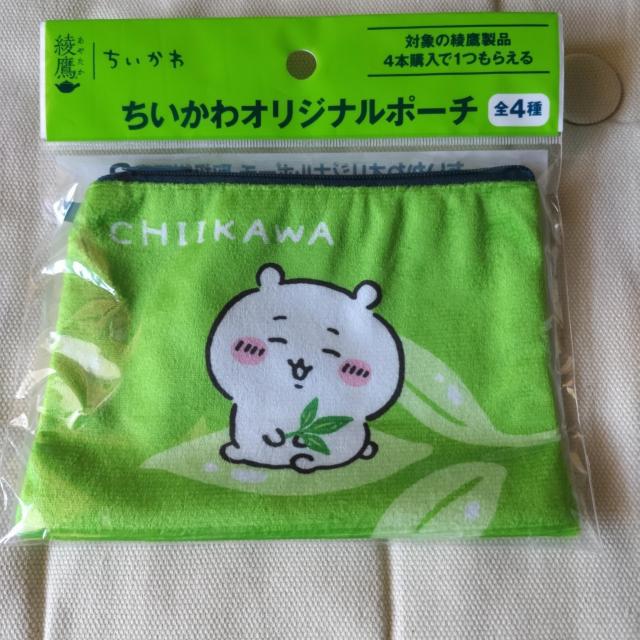 綾鷹
あやたか
ちいかわ
対象の綾鷹製品
4本購入で1つもらえる
ちいかわオリジナルポーチ
全4種
CHIIKAWA